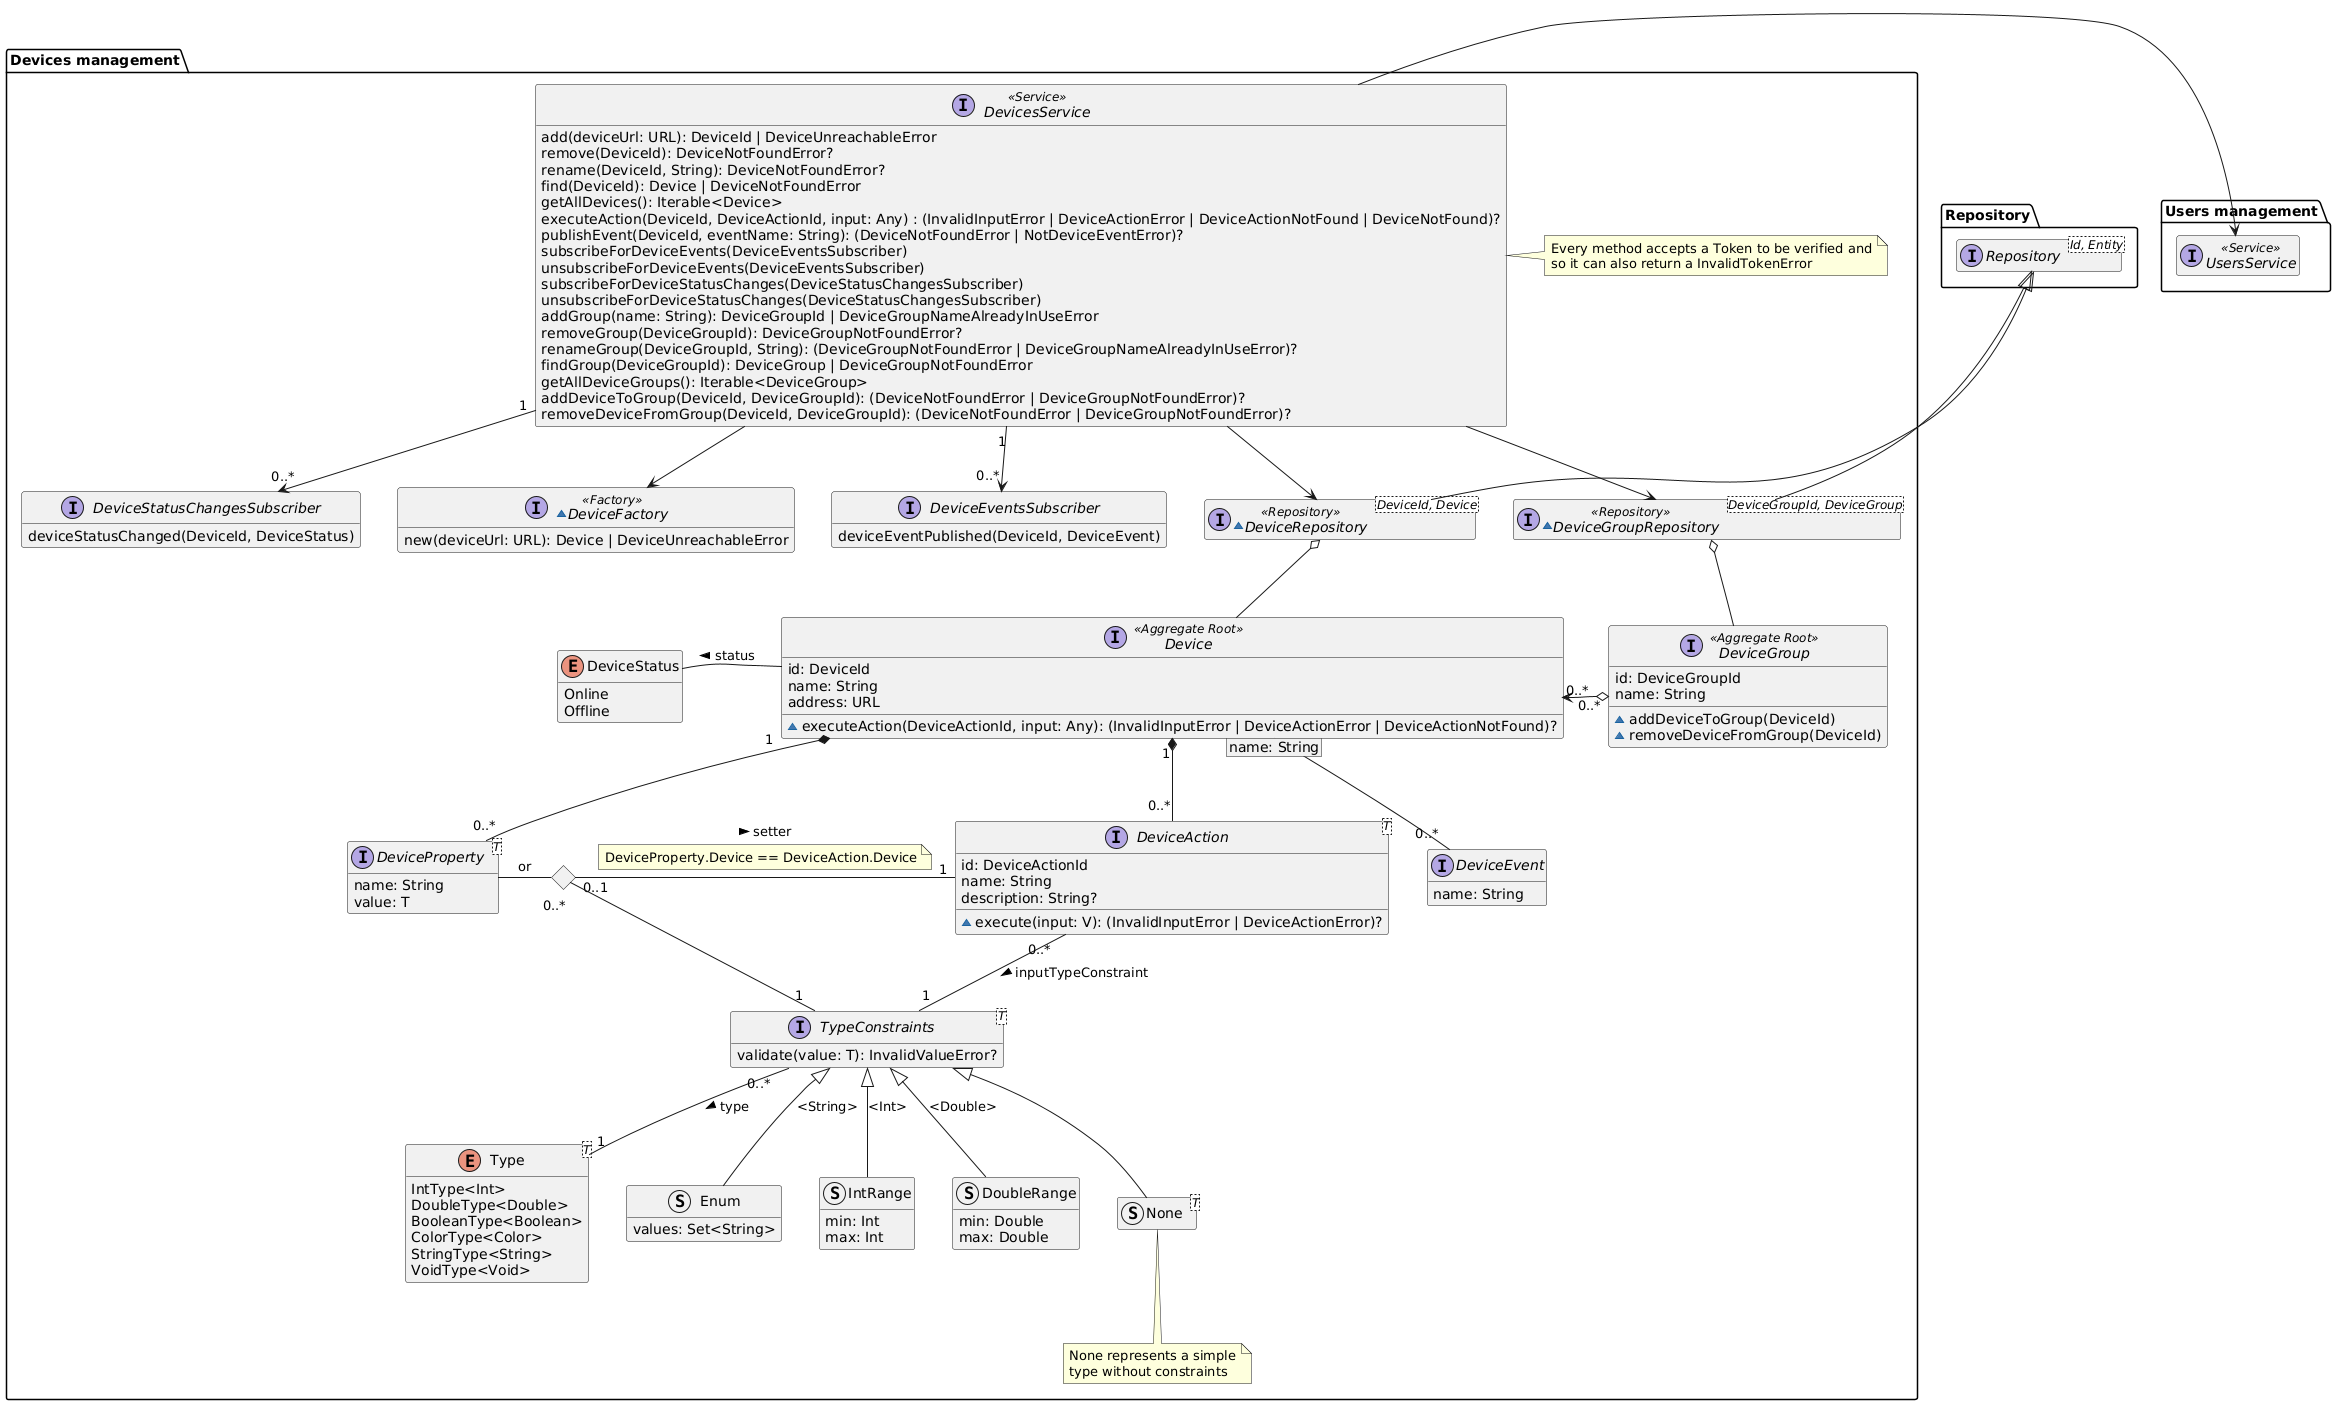 Devices management
I
«Service»
DevicesService
add(deviceUrl: URL): DeviceId | DeviceUnreachableError
remove(DeviceId): DeviceNotFoundError?
rename(DeviceId, String): DeviceNotFoundError?
find(DeviceId): Device | DeviceNotFoundError
getAllDevices(): Iterable<Device>
executeAction(DeviceId, DeviceActionId, input: Any) : (InvalidInputError | DeviceActionError | DeviceActionNotFound | DeviceNotFound)?
publishEvent(DeviceId, eventName: String): (DeviceNotFoundError | NotDeviceEventError)?
subscribeForDeviceEvents(DeviceEventsSubscriber)
unsubscribeForDeviceEvents(DeviceEventsSubscriber)
subscribeForDeviceStatusChanges(DeviceStatusChangesSubscriber)
unsubscribeForDeviceStatusChanges(DeviceStatusChangesSubscriber)
addGroup(name: String): DeviceGroupId | DeviceGroupNameAlreadyInUseError
removeGroup(DeviceGroupId): DeviceGroupNotFoundError?
renameGroup(DeviceGroupId, String): (DeviceGroupNotFoundError | DeviceGroupNameAlreadyInUseError)?
findGroup(DeviceGroupId): DeviceGroup | DeviceGroupNotFoundError
getAllDeviceGroups(): Iterable<DeviceGroup>
addDeviceToGroup(DeviceId, DeviceGroupId): (DeviceNotFoundError | DeviceGroupNotFoundError)?
removeDeviceFromGroup(DeviceId, DeviceGroupId): (DeviceNotFoundError | DeviceGroupNotFoundError)?
Every method accepts a Token to be verified and
so it can also return a InvalidTokenError
Repository
I
Repository
Id, Entity
Users management
I
«Service»
UsersService
1
0..*
1
0..*
I
DeviceStatusChangesSubscriber
deviceStatusChanged(DeviceId, DeviceStatus)
I
«Factory»
DeviceFactory
new(deviceUrl: URL): Device | DeviceUnreachableError
I
DeviceEventsSubscriber
deviceEventPublished(DeviceId, DeviceEvent)
I
«Repository»
DeviceRepository
DeviceId, Device
I
«Repository»
DeviceGroupRepository
DeviceGroupId, DeviceGroup
E
DeviceStatus
Online
Offline
status
I
«Aggregate Root»
Device
id: DeviceId
name: String
address: URL
executeAction(DeviceActionId, input: Any): (InvalidInputError | DeviceActionError | DeviceActionNotFound)?
0..*
0..*
I
«Aggregate Root»
DeviceGroup
id: DeviceGroupId
name: String
addDeviceToGroup(DeviceId)
removeDeviceFromGroup(DeviceId)
1
1
name: String
0..*
0..*
0..*
I
DeviceProperty
T
name: String
value: T
or
setter
DeviceProperty.Device == DeviceAction.Device
0..1
1
0..*
I
DeviceAction
T
id: DeviceActionId
name: String
description: String?
execute(input: V): (InvalidInputError | DeviceActionError)?
I
DeviceEvent
name: String
0..*
inputTypeConstraint
1
1
I
TypeConstraints
T
validate(value: T): InvalidValueError?
0..*
type
1
<String>
<Int>
<Double>
E
Type
T
IntType<Int>
DoubleType<Double>
BooleanType<Boolean>
ColorType<Color>
StringType<String>
VoidType<Void>
S
Enum
values: Set<String>
S
IntRange
min: Int
max: Int
S
DoubleRange
min: Double
max: Double
S
None
T
None represents a simple
type without constraints